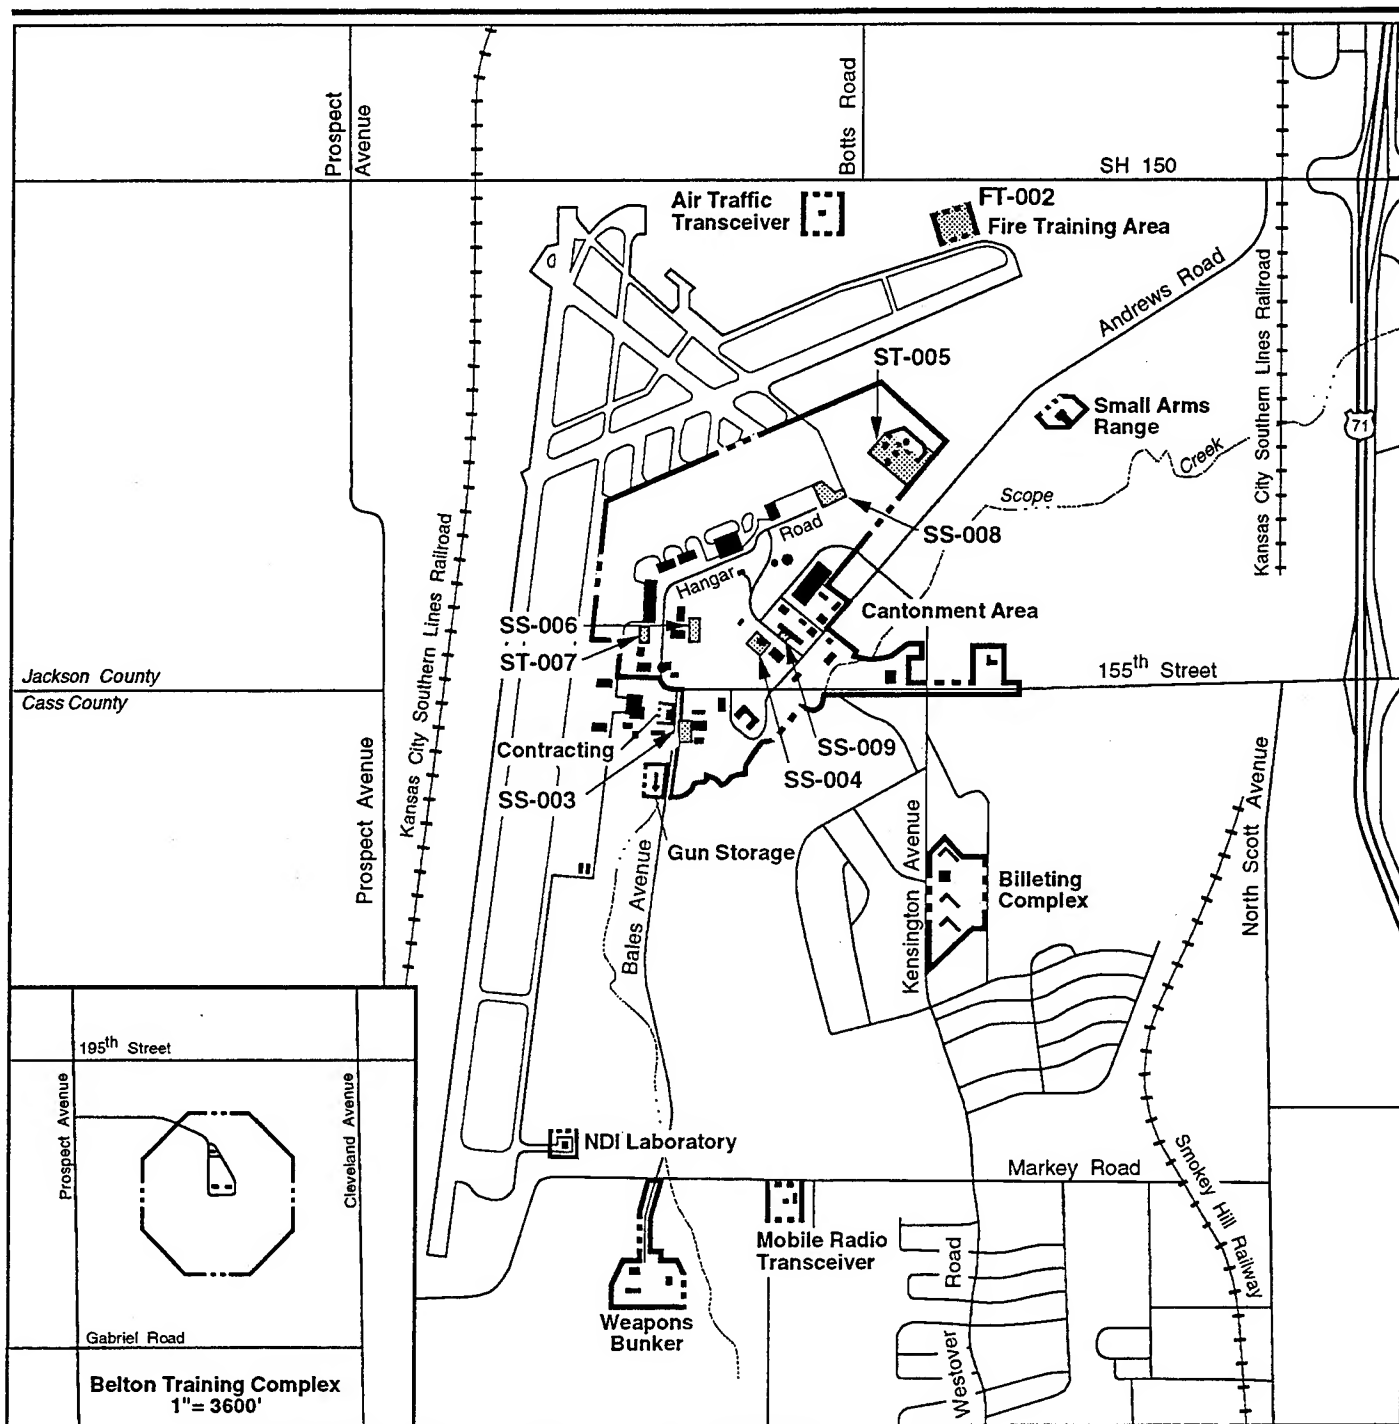 Prospect
Avenue
Botts Road
SH 150
Air Traffic
Transceiver
FT-002
Fire Training Area
Andrews Road
Kansas City Southern Lines Railroad
71
ST-005
Small Arms
Range
Scope
Creek
SS-008
Kansas City Southern Lines Railroad
Hangar
Road
Cantonment Area
SS-006
ST-007
Jackson County
Cass County
155th Street
Contracting
SS-009
SS-004
SS-003
Prospect Avenue
Gun Storage
Bales Avenue
Kensington Avenue
Billeting
Complex
North Scott Avenue
195th Street
Prospect Avenue
Cleveland Avenue
Gabriel Road
Belton Training Complex
1"= 3600'
NDI Laboratory
Markey Road
Smokey Hill Railway
Mobile Radio
Transceiver
Weapons
Bunker
Westover Road